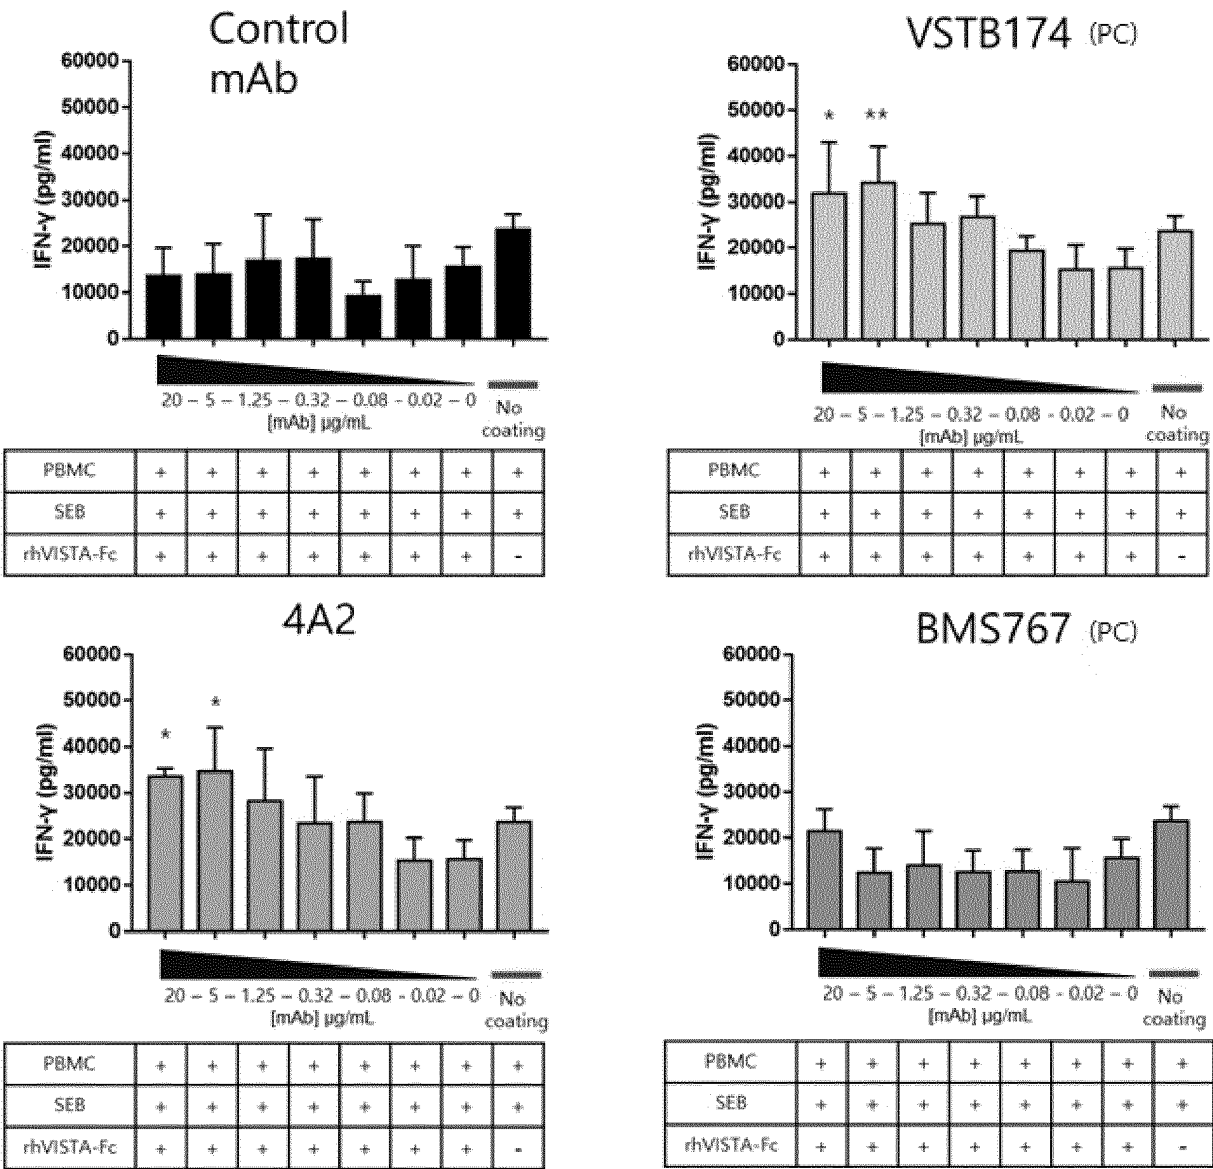 Control
mAb
60000
50000
40000
30000
20000
10000
0
IFN-γ (pg/ml)
20 – 5 – 1.25 – 0.32 – 0.08 - 0.02 – 0
[mAb] µg/mL
No
coating
PBMC + + + + + + + +
SEB + + + + + + + +
rhVISTA-Fc + + + + + + + -
VSTB174 (PC)
60000
50000
40000
30000
20000
10000
0
IFN-γ (pg/ml)
* **
20 – 5 – 1.25 – 0.32 – 0.08 - 0.02 – 0
[mAb] µg/mL
No
coating
PBMC + + + + + + + +
SEB + + + + + + + +
rhVISTA-Fc + + + + + + + -
4A2
60000
50000
40000
30000
20000
10000
0
IFN-γ (pg/ml)
* *
20 – 5 – 1.25 – 0.32 – 0.08 - 0.02 – 0
[mAb] µg/mL
No
coating
PBMC + + + + + + + +
SEB + + + + + + + +
rhVISTA-Fc + + + + + + + -
BMS767 (PC)
60000
50000
40000
30000
20000
10000
0
IFN-γ (pg/ml)
20 – 5 – 1.25 – 0.32 – 0.08 - 0.02 – 0
[mAb] µg/mL
No
coating
PBMC + + + + + + + +
SEB + + + + + + + +
rhVISTA-Fc + + + + + + + -